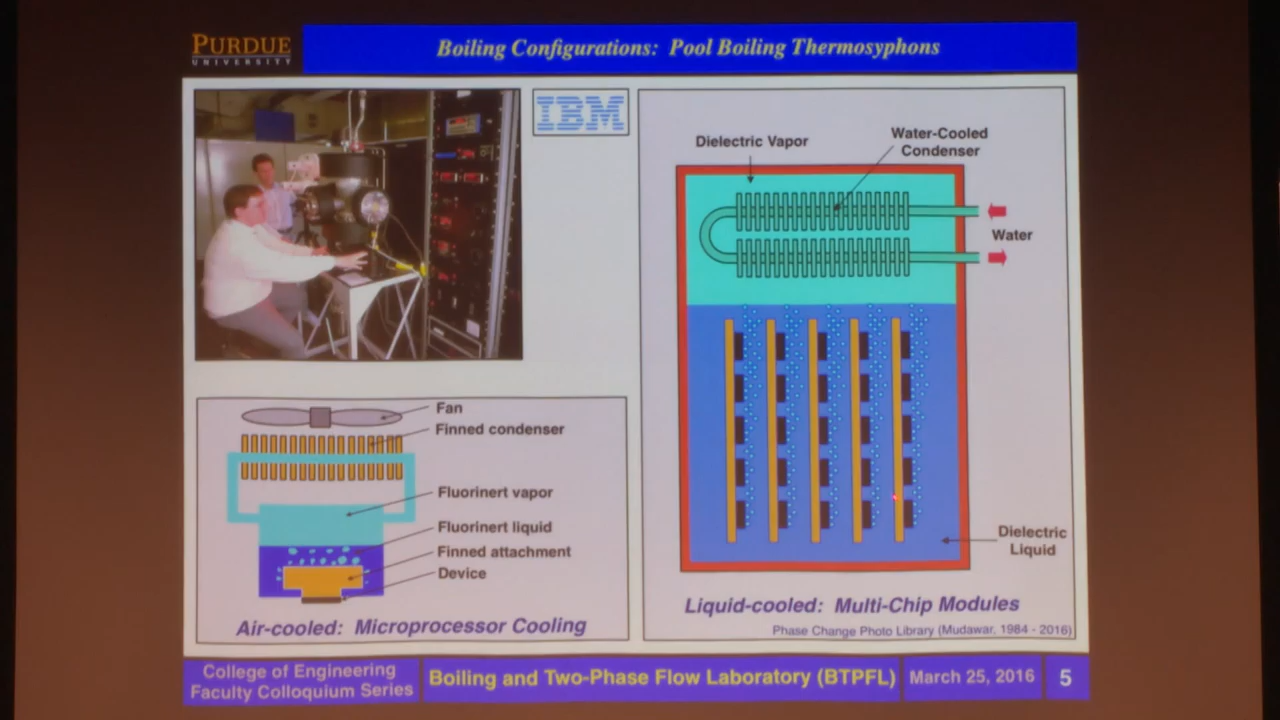 PURDUE
UNIVERSITY
Boiling Configurations: Pool Boiling Thermosyphons
IBM
Fan
Finned condenser
Fluorinert vapor
Fluorinert liquid
Finned attachment
Device
Air-cooled: Microprocessor Cooling
Dielectric Vapor
Water-Cooled
Condenser
Water
Dielectric
Liquid
Liquid-cooled: Multi-Chip Modules
Phase Change Photo Library (Mudawar, 1984 - 2016)
College of Engineering
Faculty Colloquium Series
Boiling and Two-Phase Flow Laboratory (BTPFL)
March 25, 2016
5